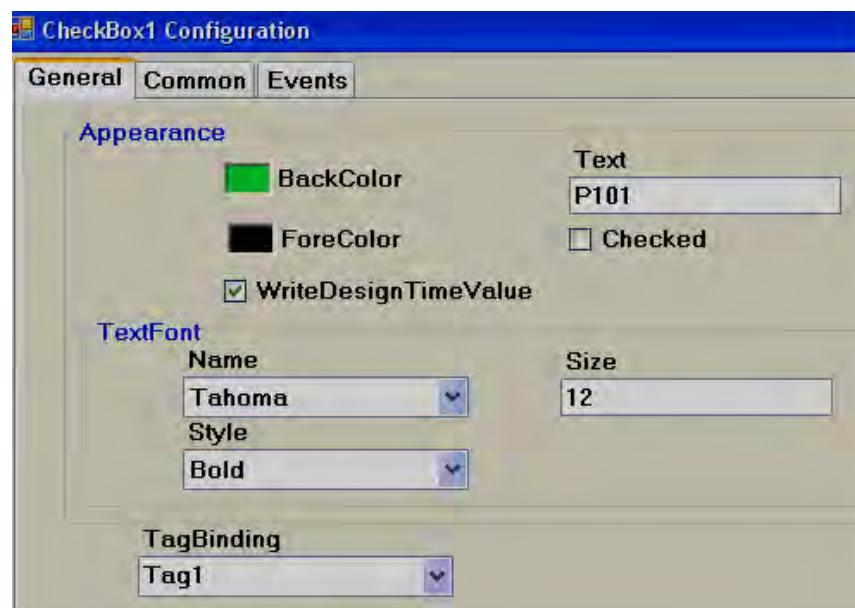 CheckBox1 Configuration
General Common Events
Appearance
BackColor
Text
P101
ForeColor
Checked
WriteDesignTimeValue
TextFont
Name
Size
Tahoma
12
Style
Bold
TagBinding
Tag1